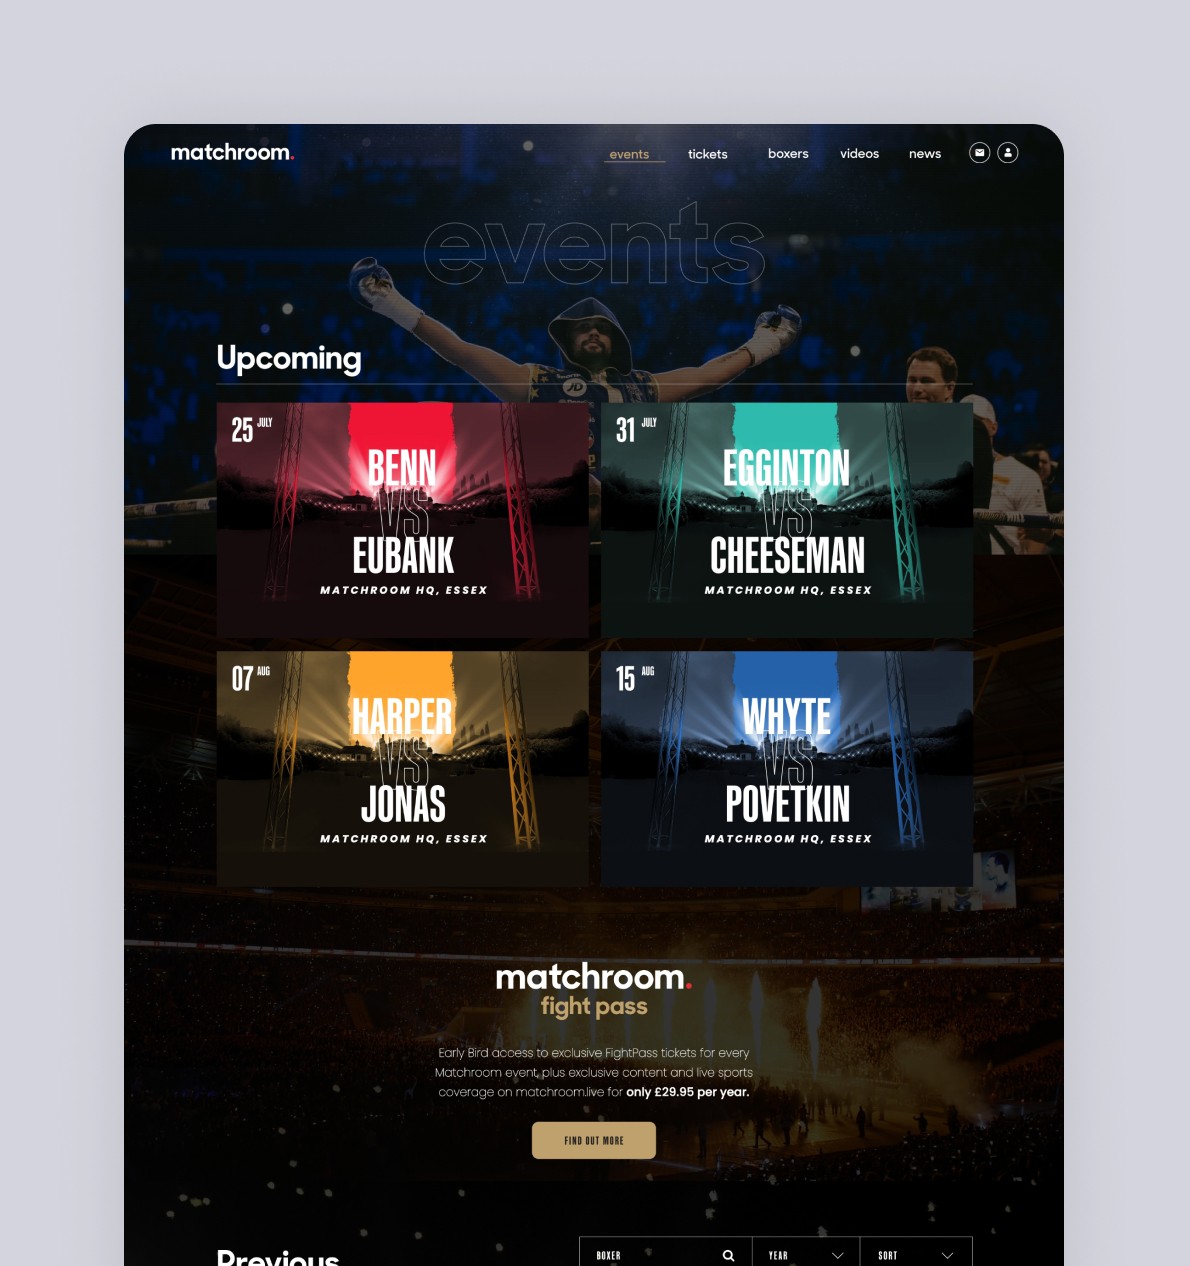 matchroom.
events
tickets
boxers
videos
news
events
Upcoming
JD
25 JULY
BENN
VS
EUBANK
MATCHROOM HQ, ESSEX
31 JULY
EGGINTON
VS
CHEESEMAN
MATCHROOM HQ, ESSEX
07 AUG
HARPER
VS
JONAS
MATCHROOM HQ, ESSEX
15 AUG
WHYTE
VS
POVETKIN
MATCHROOM HQ, ESSEX
matchroom.
fight pass
Early Bird access to exclusive FightPass tickets for every
Matchroom event, plus exclusive content and live sports
coverage on matchroom.live for only £29.95 per year.
FIND OUT MORE
Previous
BOXER
YEAR
SORT